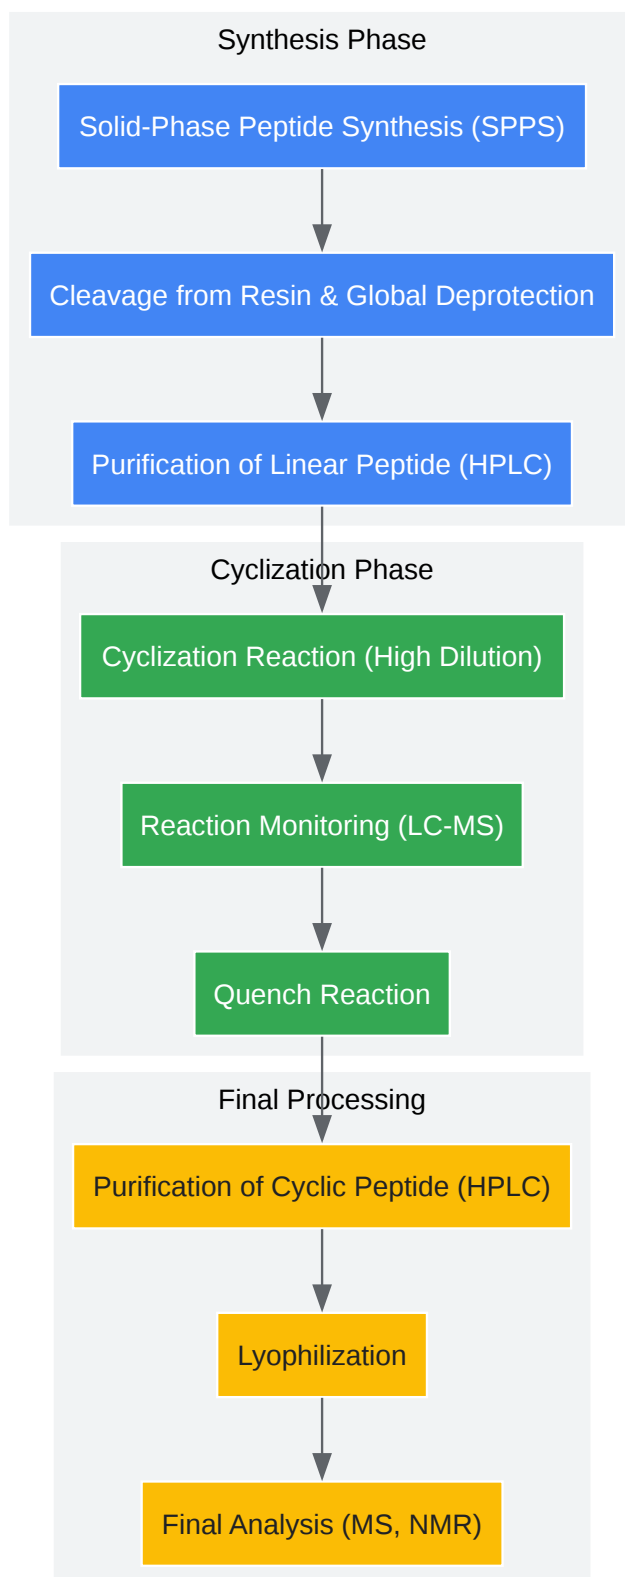 Synthesis Phase
Solid-Phase Peptide Synthesis (SPPS)
Cleavage from Resin & Global Deprotection
Purification of Linear Peptide (HPLC)
Cyclization Phase
Cyclization Reaction (High Dilution)
Reaction Monitoring (LC-MS)
Quench Reaction
Final Processing
Purification of Cyclic Peptide (HPLC)
Lyophilization
Final Analysis (MS, NMR)